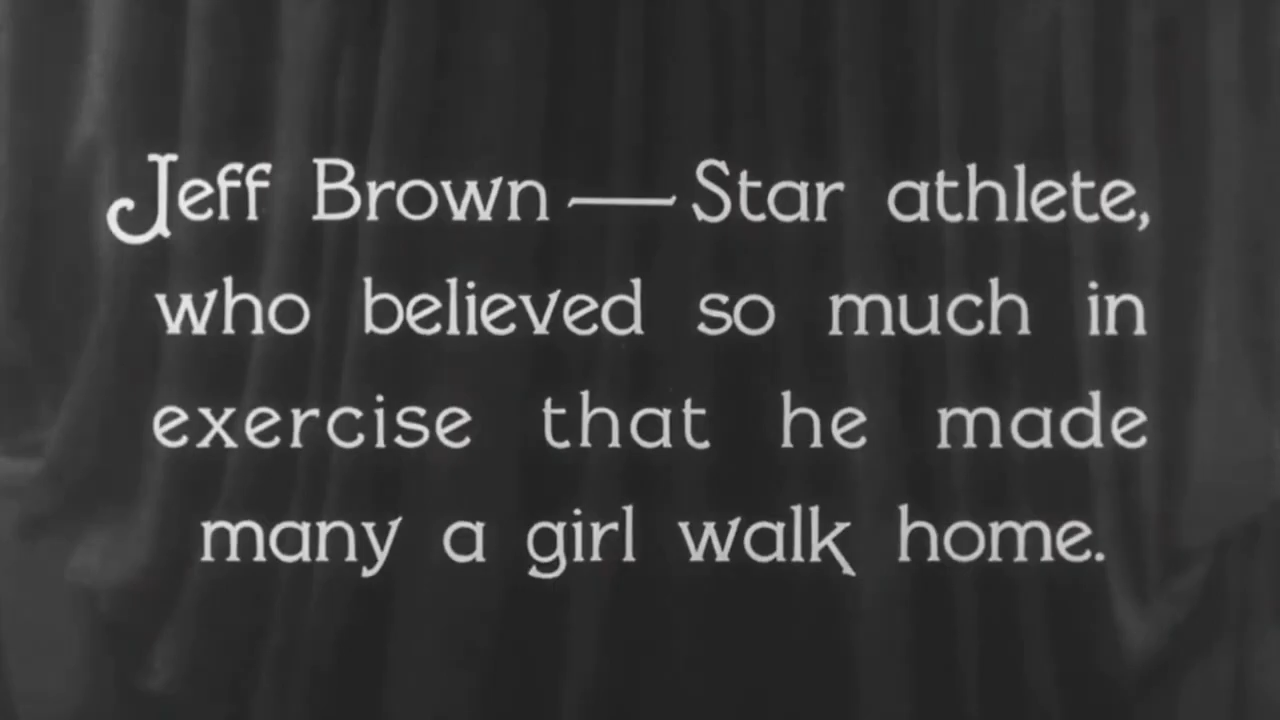 Jeff Brown — Star athlete,
who believed so much in
exercise that he made
many a girl walk home.